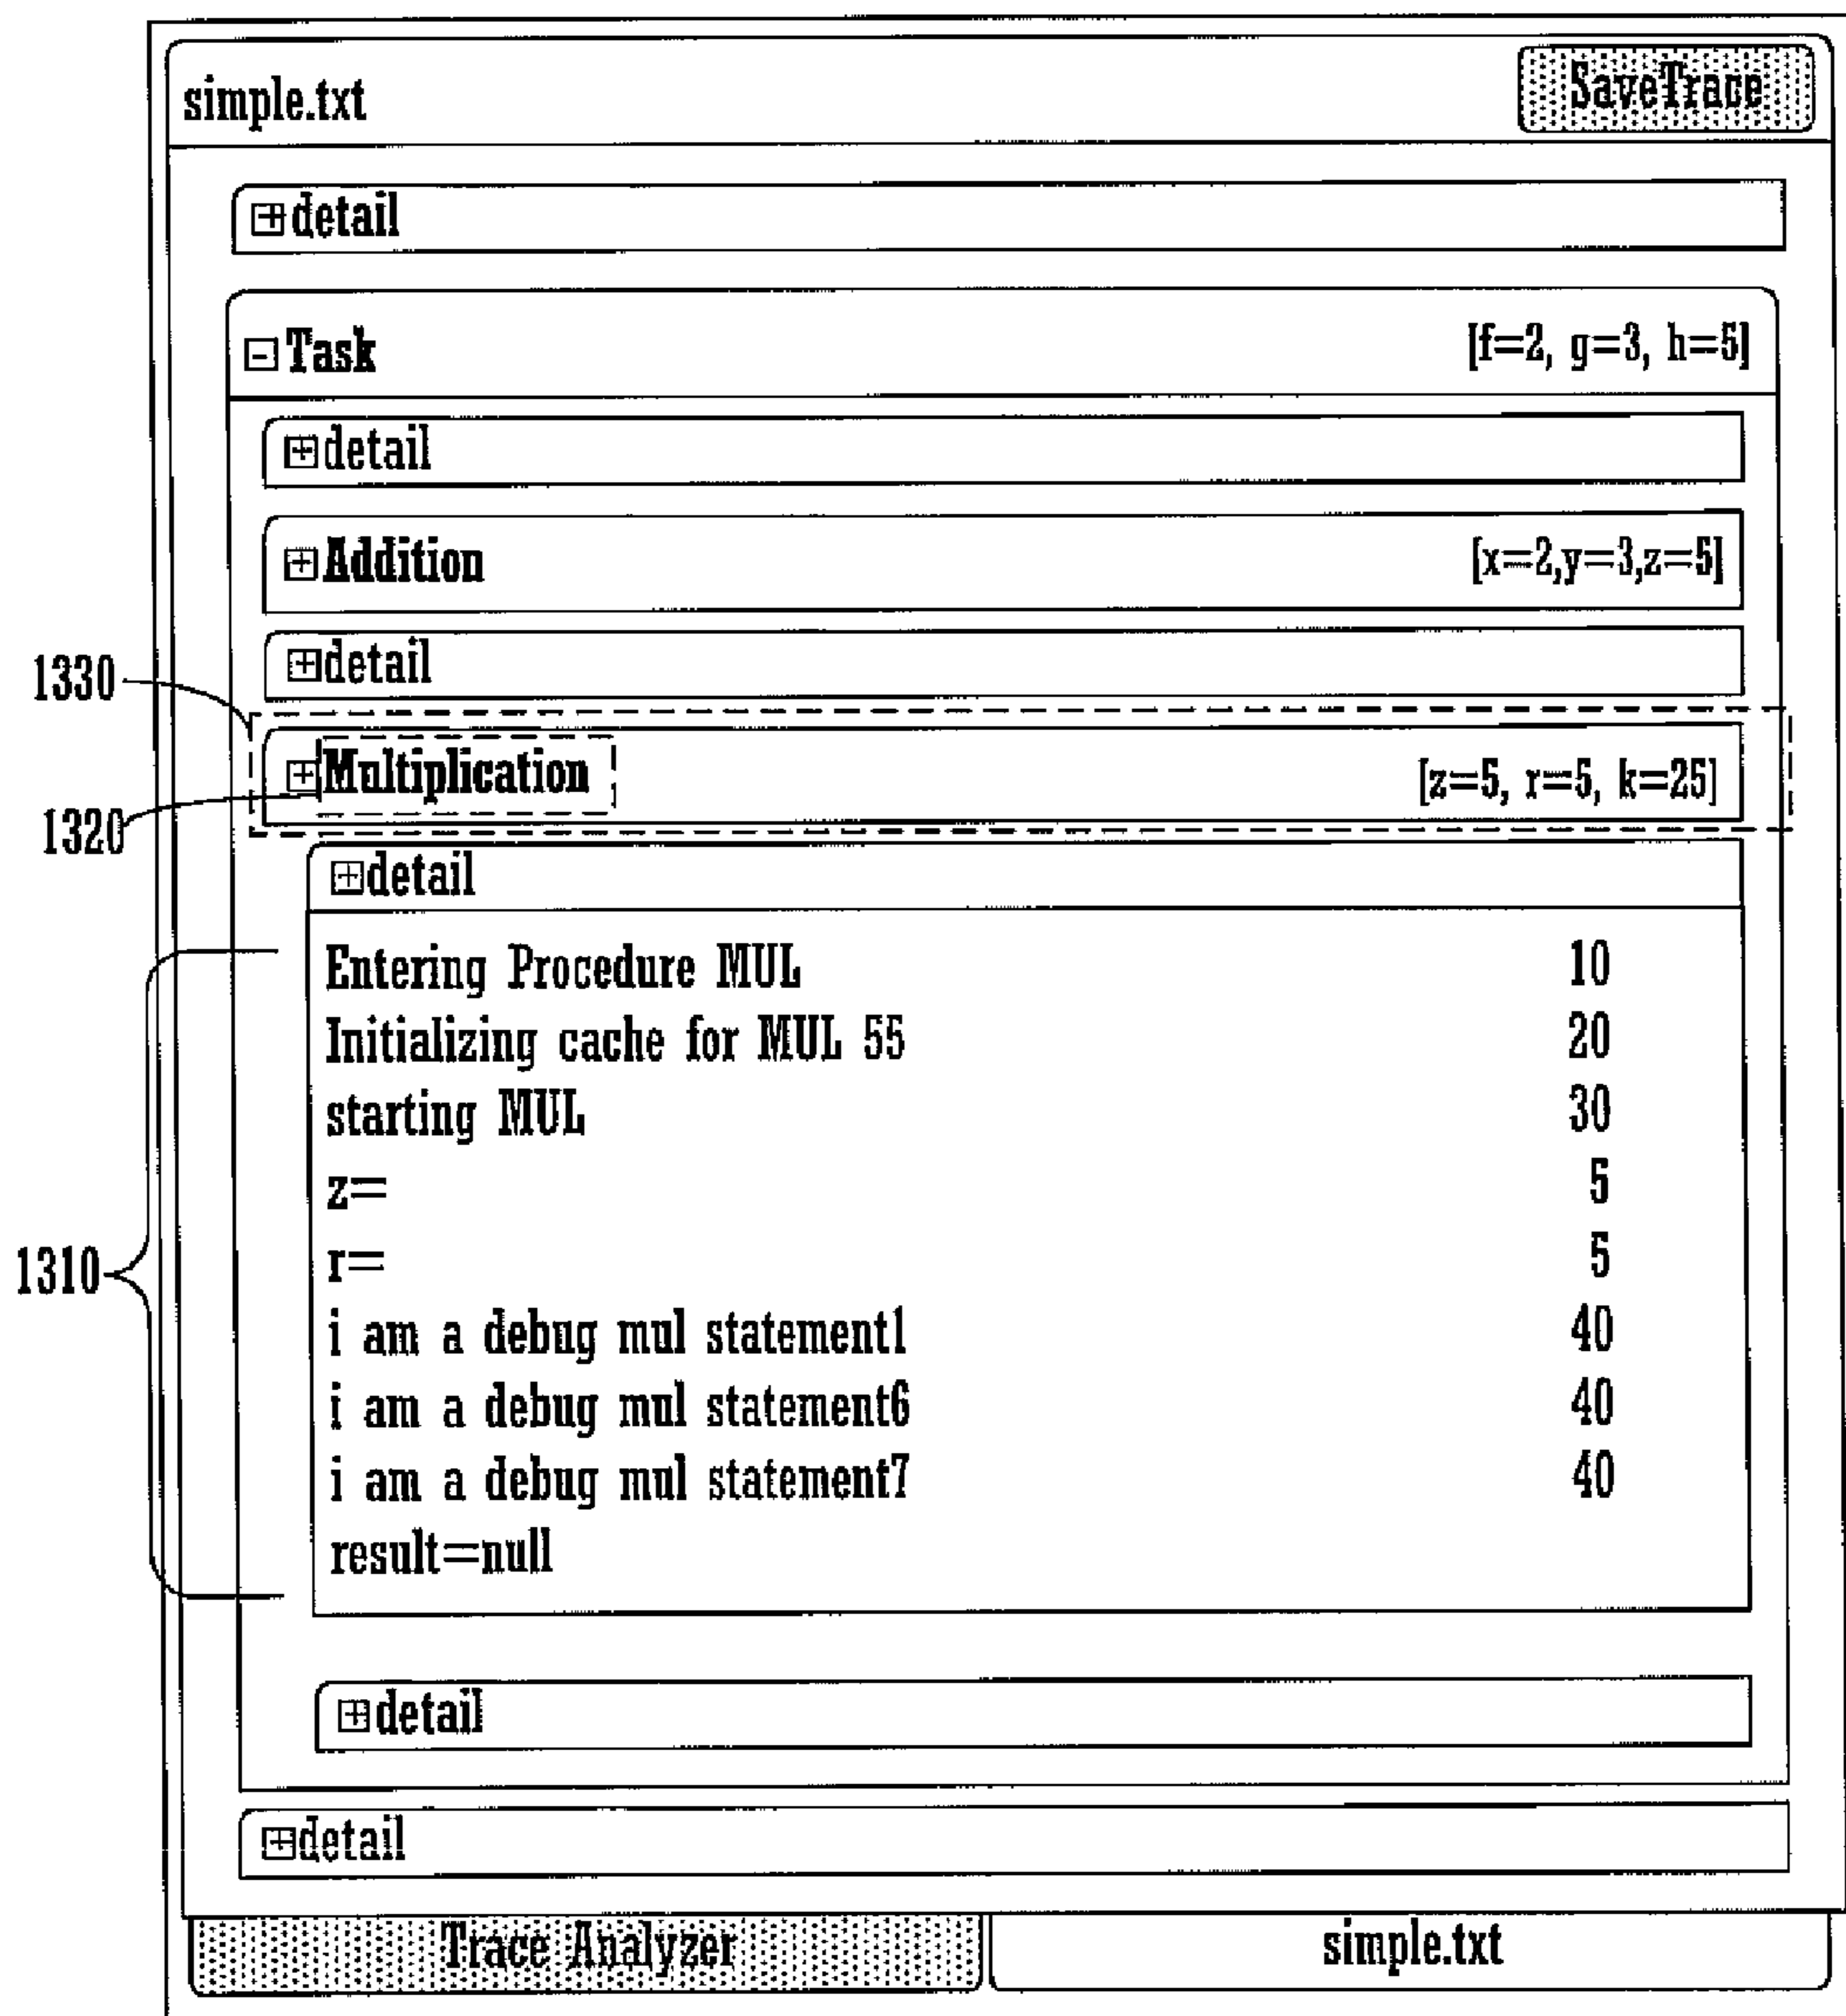 simple.txt SaveTrace
detail
Task [f=2, g=3, h=5]
detail
Addition [x=2,y=3,z=5]
detail
1330
Multiplication [z=5, r=5, k=25]
1320
detail
Entering Procedure MUL 10
Initializing cache for MUL 55 20
starting MUL 30
z= 5
r= 5
1310
i am a debug mul statement1 40
i am a debug mul statement6 40
i am a debug mul statement7 40
result=null
detail
detail
Trace Analyzer simple.txt